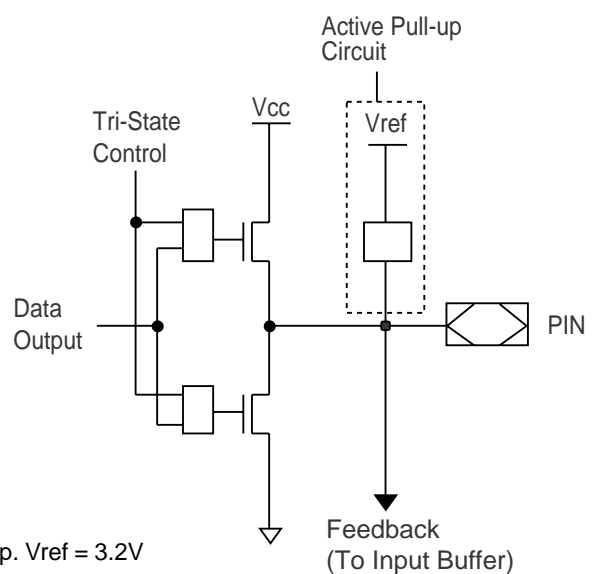 Active Pull-up
Circuit
Vcc
Vref
Tri-State
Control
Data
Output
PIN
Feedback
(To Input Buffer)
p. Vref = 3.2V